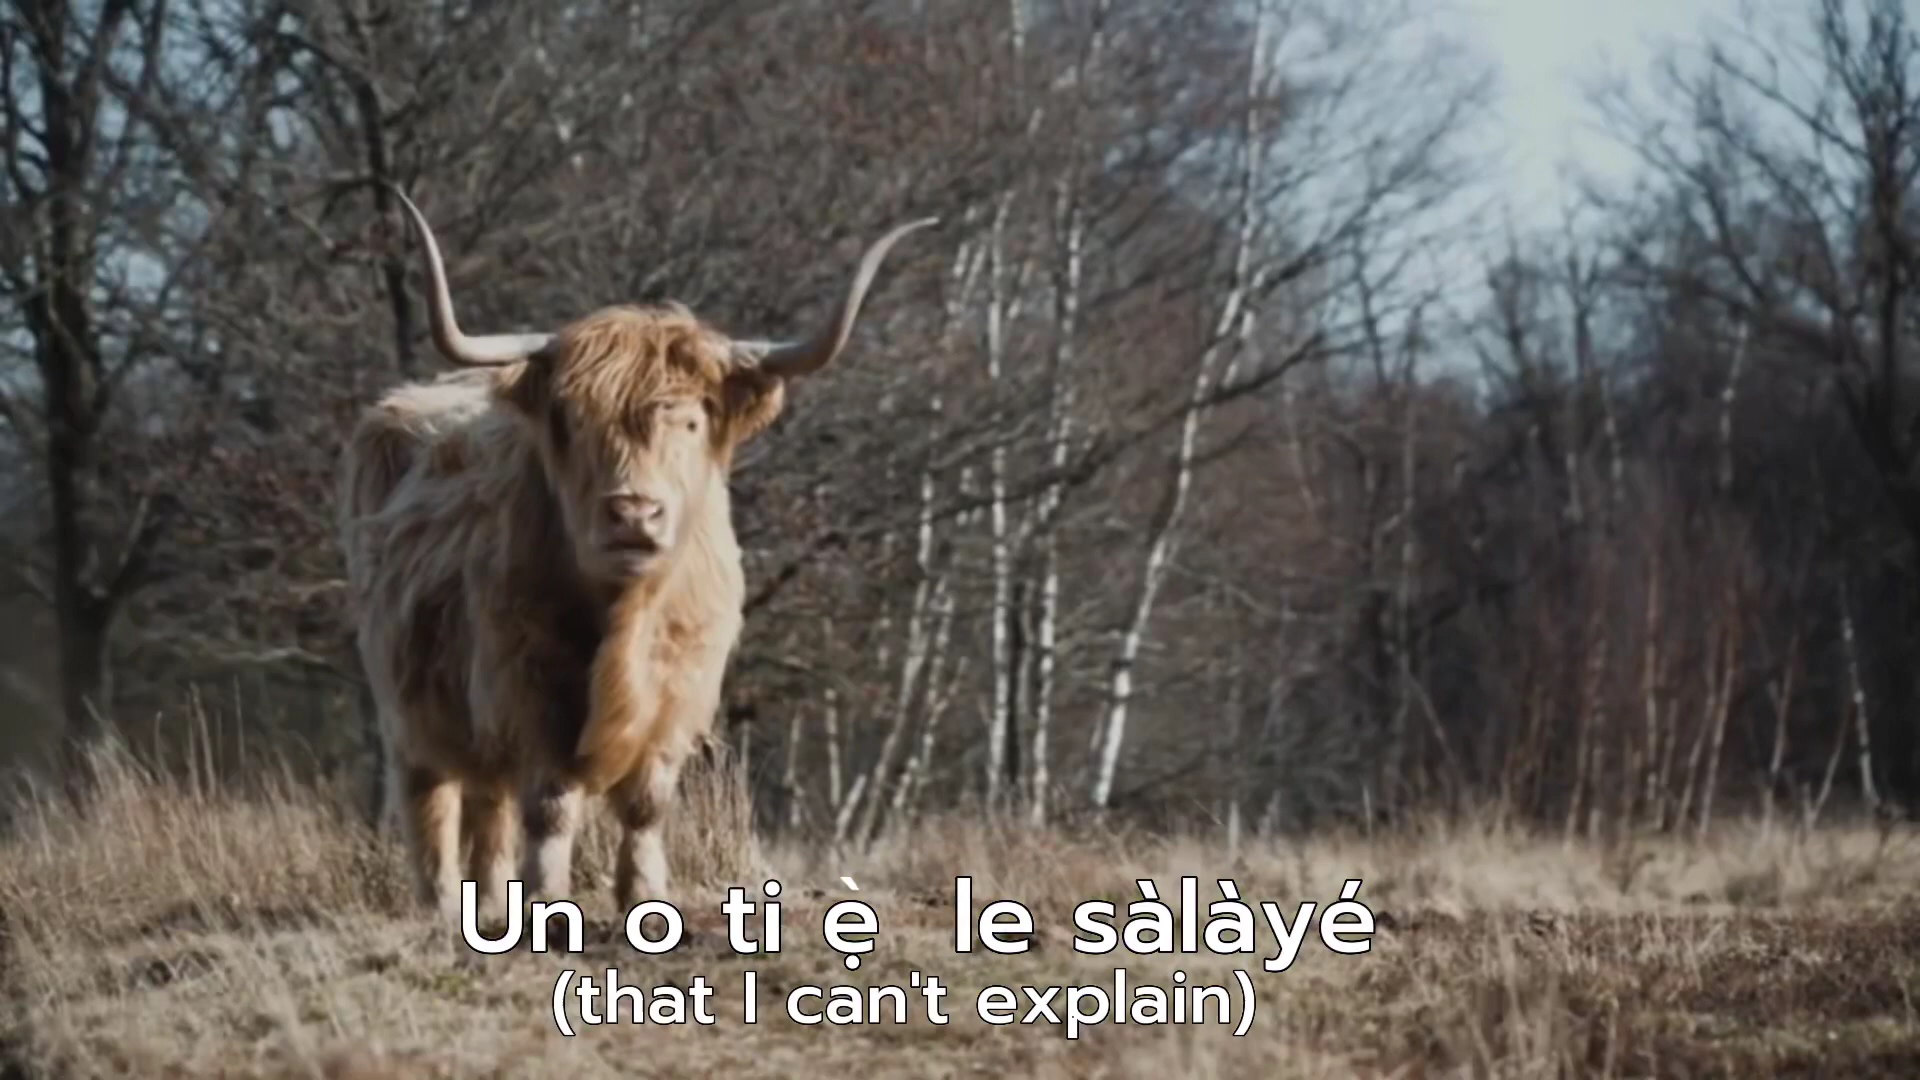 Un o ti ẹ̀ le sàlàyé
(that I can't explain)